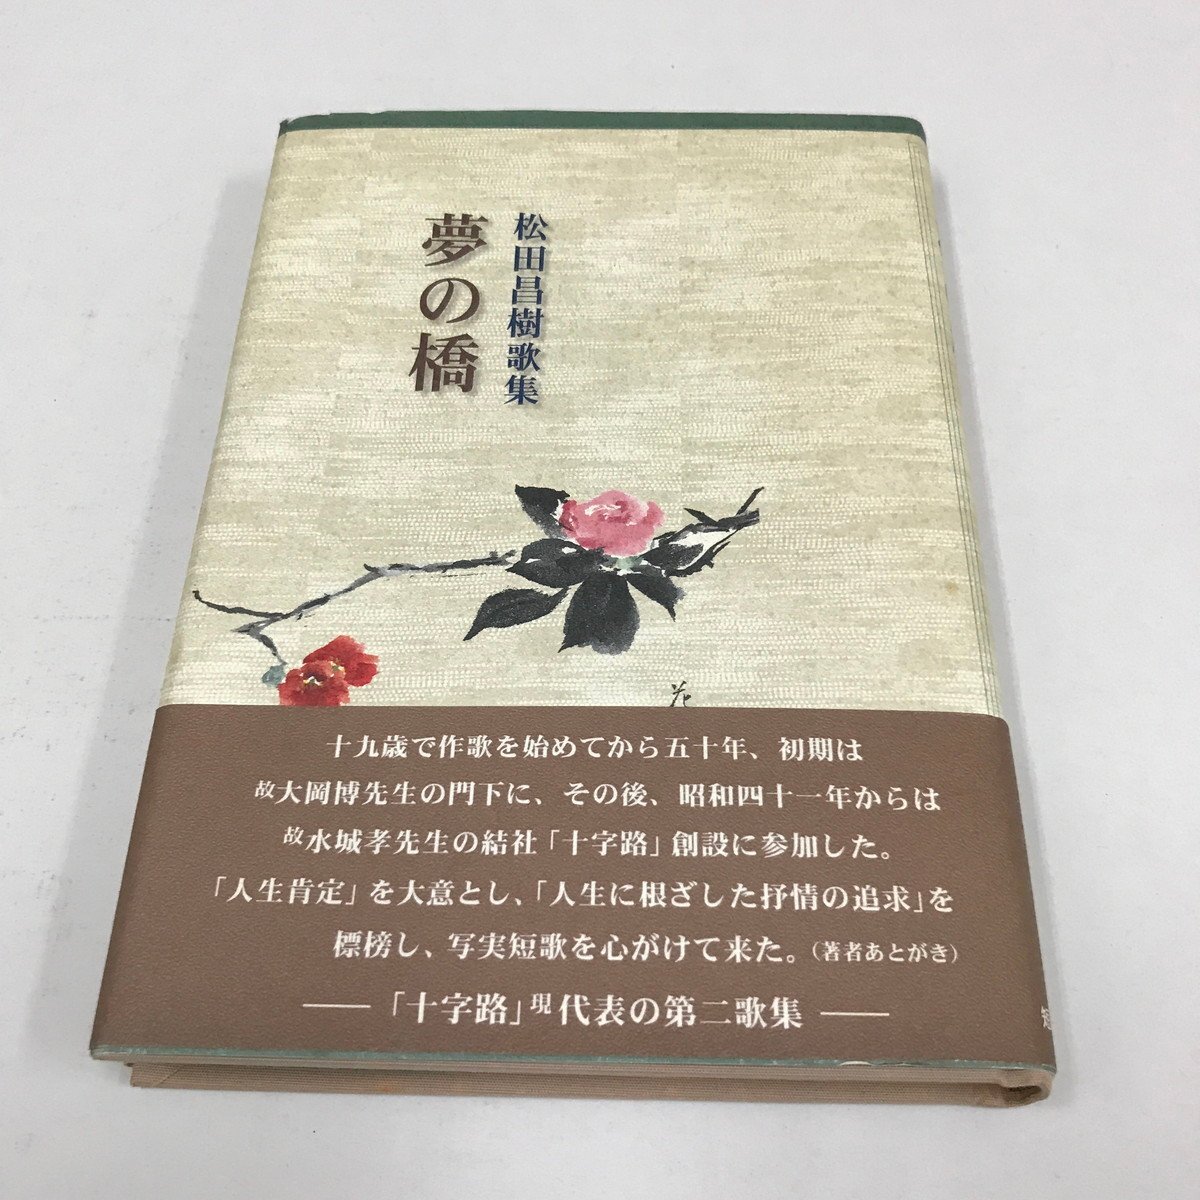 松田昌樹歌集
夢の橋
花
十九歳で作歌を始めてから五十年、初期は
故大岡博先生の門下に、その後、昭和四十一年からは
故水城孝先生の結社「十字路」創設に参加した。
「人生肯定」を大意とし、「人生に根ざした抒情の追求」を
標榜し、写実短歌を心がけて来た。(著者あとがき)
――「十字路」現代表の第二歌集――
短